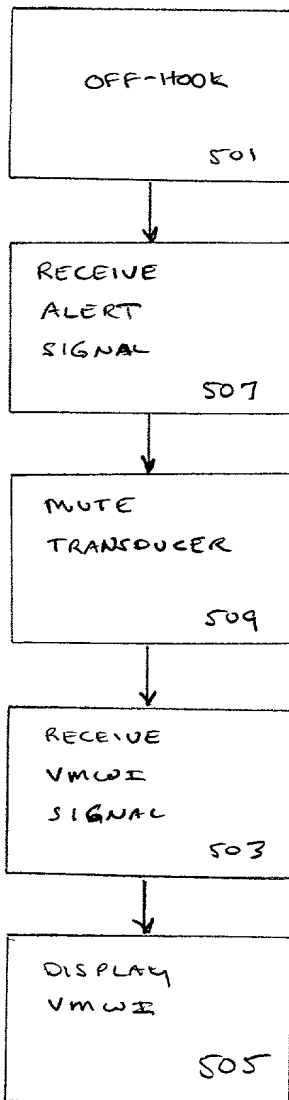 OFF-HOOK
501
RECEIVE
ALERT
SIGNAL
507
MUTE
TRANSDUCER
509
RECEIVE
VMWI
SIGNAL
503
DISPLAY
VMWI
505